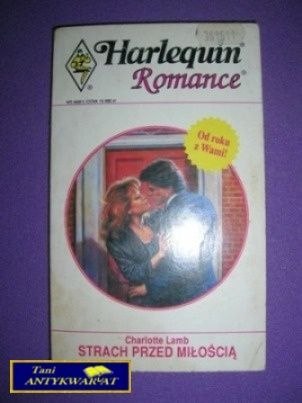 Harlequin®
Romance®
Od roku
z Wami!
Charlotte Lamb
STRACH PRZED MIŁOŚCIĄ
Tani
ANTYKWARIAT